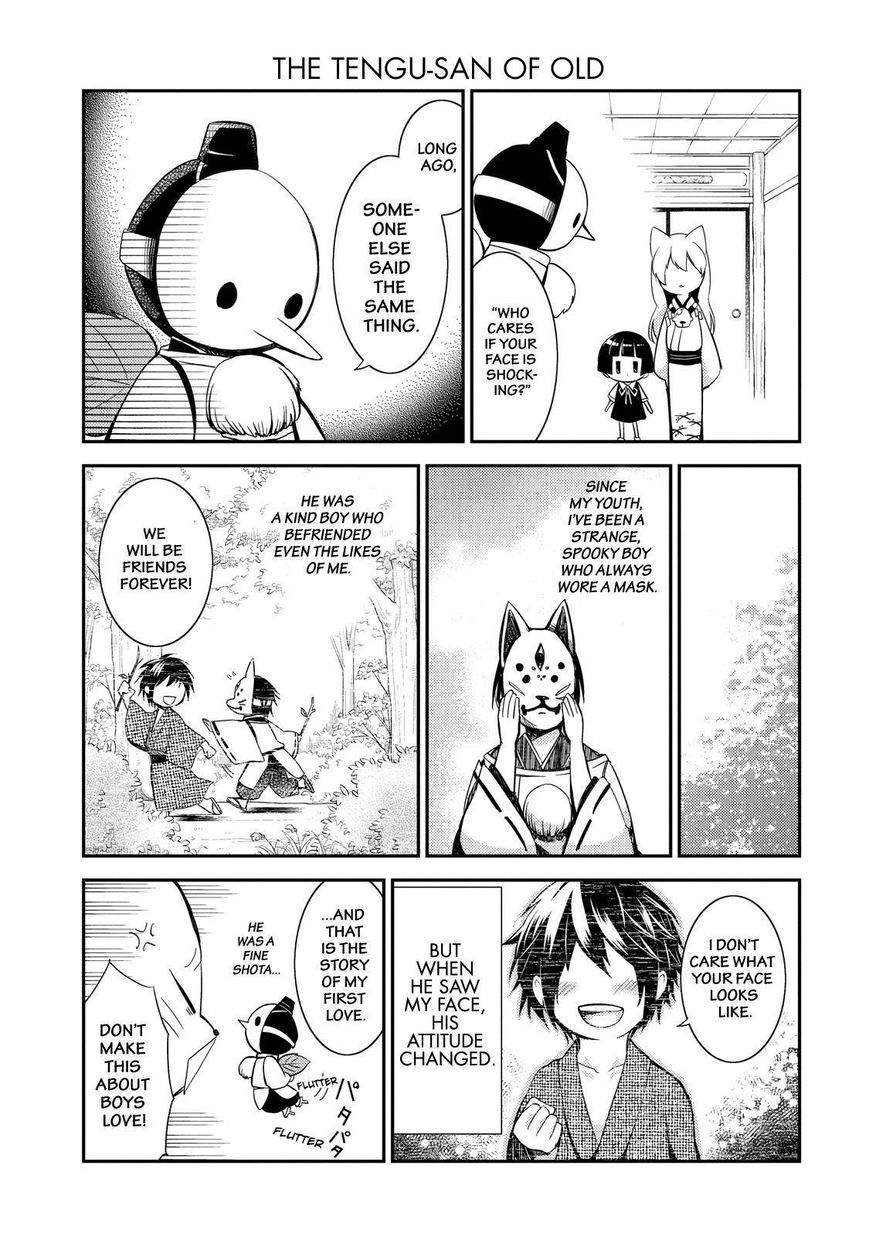 THE TENGU-SAN OF OLD
"WHO
CARES
IF YOUR
FACE IS
SHOCK-
ING?"
LONG
AGO,
SOME-
ONE
ELSE
SAID
THE
SAME
THING.
SINCE
MY YOUTH,
I'VE BEEN A
STRANGE,
SPOOKY BOY
WHO ALWAYS
WORE A MASK.
HE WAS
A KIND BOY WHO
BEFRIENDED
EVEN THE LIKES
OF ME.
WE
WILL BE
FRIENDS
FOREVER!
I DON'T
CARE WHAT
YOUR FACE
LOOKS
LIKE.
BUT
WHEN
HE SAW
MY FACE,
HIS
ATTITUDE
CHANGED.
...AND
THAT
IS THE
STORY
OF MY
FIRST
LOVE.
HE
WAS A
FINE
SHOTA...
FLUTTER
パタパタ
FLUTTER
DON'T
MAKE
THIS
ABOUT
BOYS
LOVE!